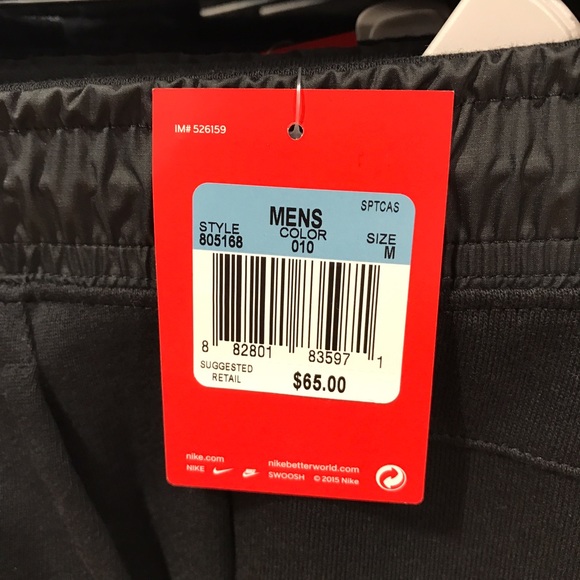 IM# 526159
MENS SPTCAS
STYLE COLOR SIZE
805168 010 M
8 82801 83597 1
SUGGESTED
RETAIL $65.00
nike.com nikebetterworld.com
NIKE SWOOSH © 2015 Nike